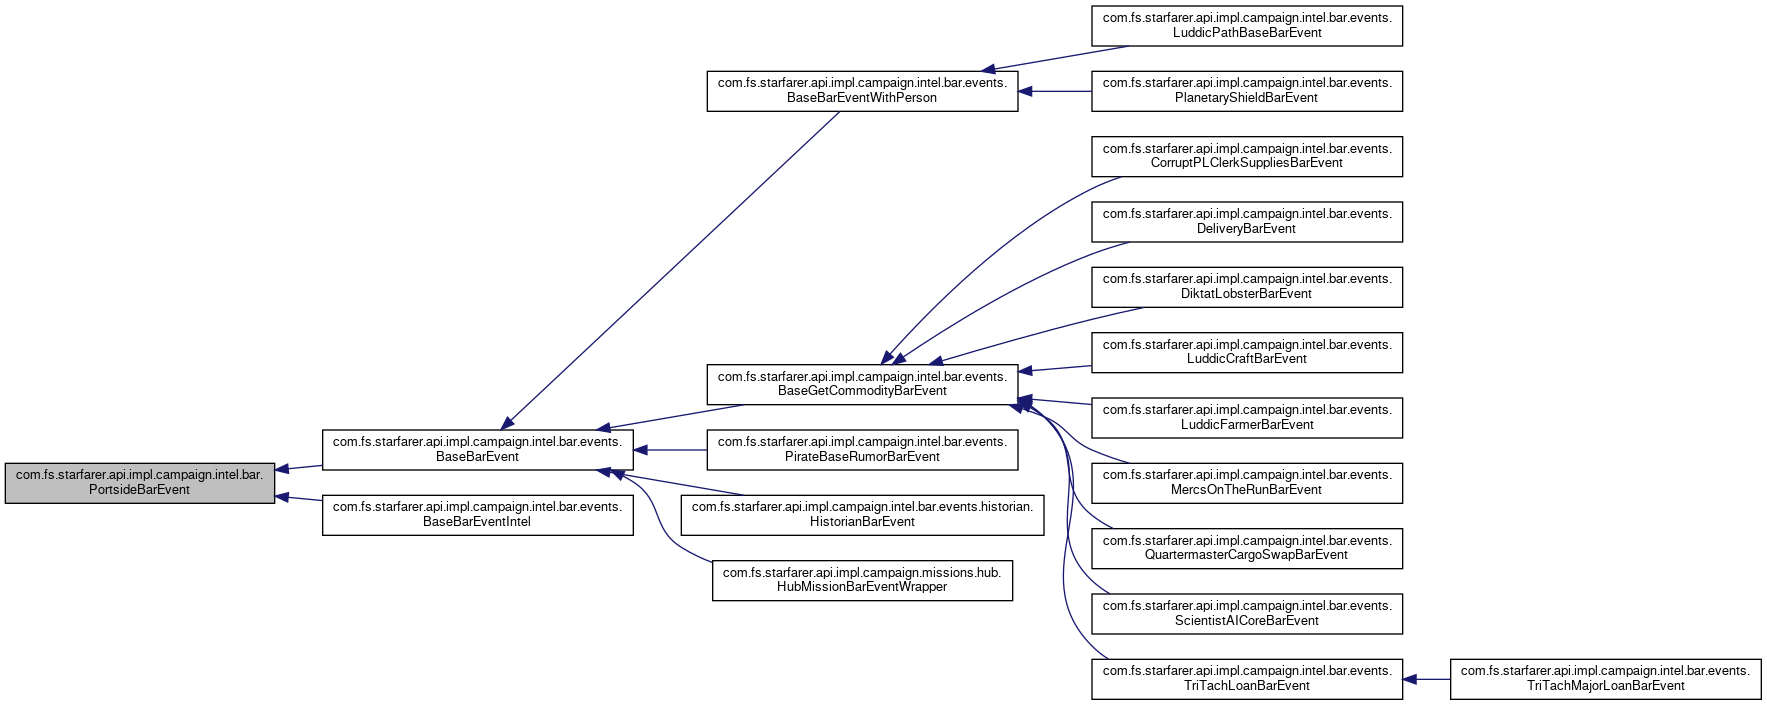 com.fs.starfarer.api.impl.campaign.intel.bar.
PortsideBarEvent
com.fs.starfarer.api.impl.campaign.intel.bar.events.
BaseBarEvent
com.fs.starfarer.api.impl.campaign.intel.bar.events.
BaseBarEventIntel
com.fs.starfarer.api.impl.campaign.intel.bar.events.
BaseBarEventWithPerson
com.fs.starfarer.api.impl.campaign.intel.bar.events.
BaseGetCommodityBarEvent
com.fs.starfarer.api.impl.campaign.intel.bar.events.
PirateBaseRumorBarEvent
com.fs.starfarer.api.impl.campaign.intel.bar.events.historian.
HistorianBarEvent
com.fs.starfarer.api.impl.campaign.missions.hub.
HubMissionBarEventWrapper
com.fs.starfarer.api.impl.campaign.intel.bar.events.
LuddicPathBaseBarEvent
com.fs.starfarer.api.impl.campaign.intel.bar.events.
PlanetaryShieldBarEvent
com.fs.starfarer.api.impl.campaign.intel.bar.events.
CorruptPLClerkSuppliesBarEvent
com.fs.starfarer.api.impl.campaign.intel.bar.events.
DeliveryBarEvent
com.fs.starfarer.api.impl.campaign.intel.bar.events.
DiktatLobsterBarEvent
com.fs.starfarer.api.impl.campaign.intel.bar.events.
LuddicCraftBarEvent
com.fs.starfarer.api.impl.campaign.intel.bar.events.
LuddicFarmerBarEvent
com.fs.starfarer.api.impl.campaign.intel.bar.events.
MercsOnTheRunBarEvent
com.fs.starfarer.api.impl.campaign.intel.bar.events.
QuartermasterCargoSwapBarEvent
com.fs.starfarer.api.impl.campaign.intel.bar.events.
ScientistAICoreBarEvent
com.fs.starfarer.api.impl.campaign.intel.bar.events.
TriTachLoanBarEvent
com.fs.starfarer.api.impl.campaign.intel.bar.events.
TriTachMajorLoanBarEvent